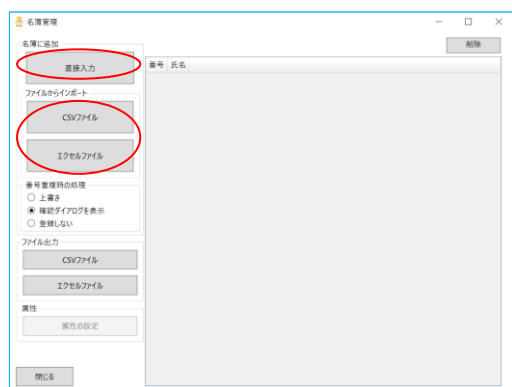 名簿管理
名簿に追加
削除
直接入力
番号 氏名
ファイルからインポート
CSVファイル
エクセルファイル
番号重複時の処理
上書き
確認ダイアログを表示
登録しない
ファイル出力
CSVファイル
エクセルファイル
属性
属性の設定
閉じる